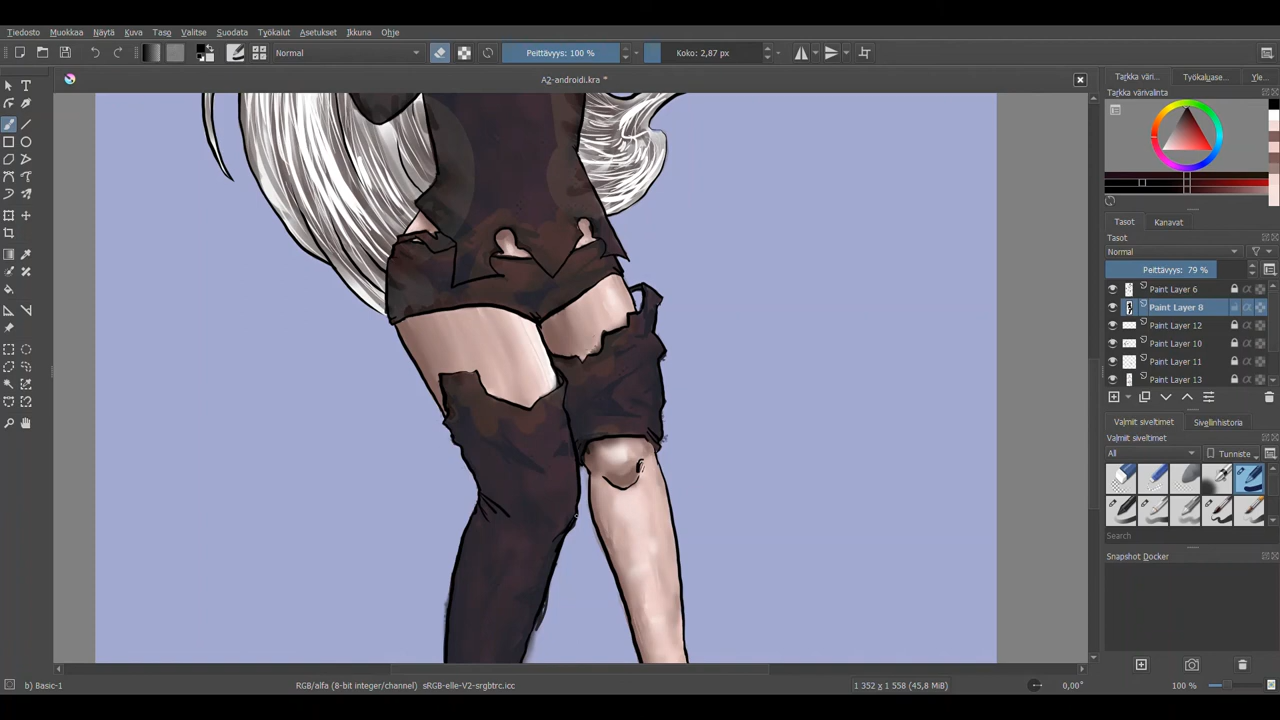 Tiedosto Muokkaa Näytä Kuva Taso Valitse Suodata Työkalut Asetukset Ikkuna Ohje
Normal Peittävyys: 100 % Koko: 2,87 px
A2-androidi.kra *
Tarkka väri... Työkaluase... Yle...
Tarkka värivalinta
Tasot Kanavat
Tasot
Normal
Peittävyys: 79 %
Paint Layer 6
Paint Layer 8
Paint Layer 12
Paint Layer 10
Paint Layer 11
Paint Layer 13
Valmiit siveltimet Sivellinhistoria
Valmiit siveltimet
All Tunniste
Search
Snapshot Docker
b) Basic-1 RGB/alfa (8-bit integer/channel) sRGB-elle-V2-srgbtrc.icc 1 352 x 1 558 (45,8 MiB) 0,00° 100 %